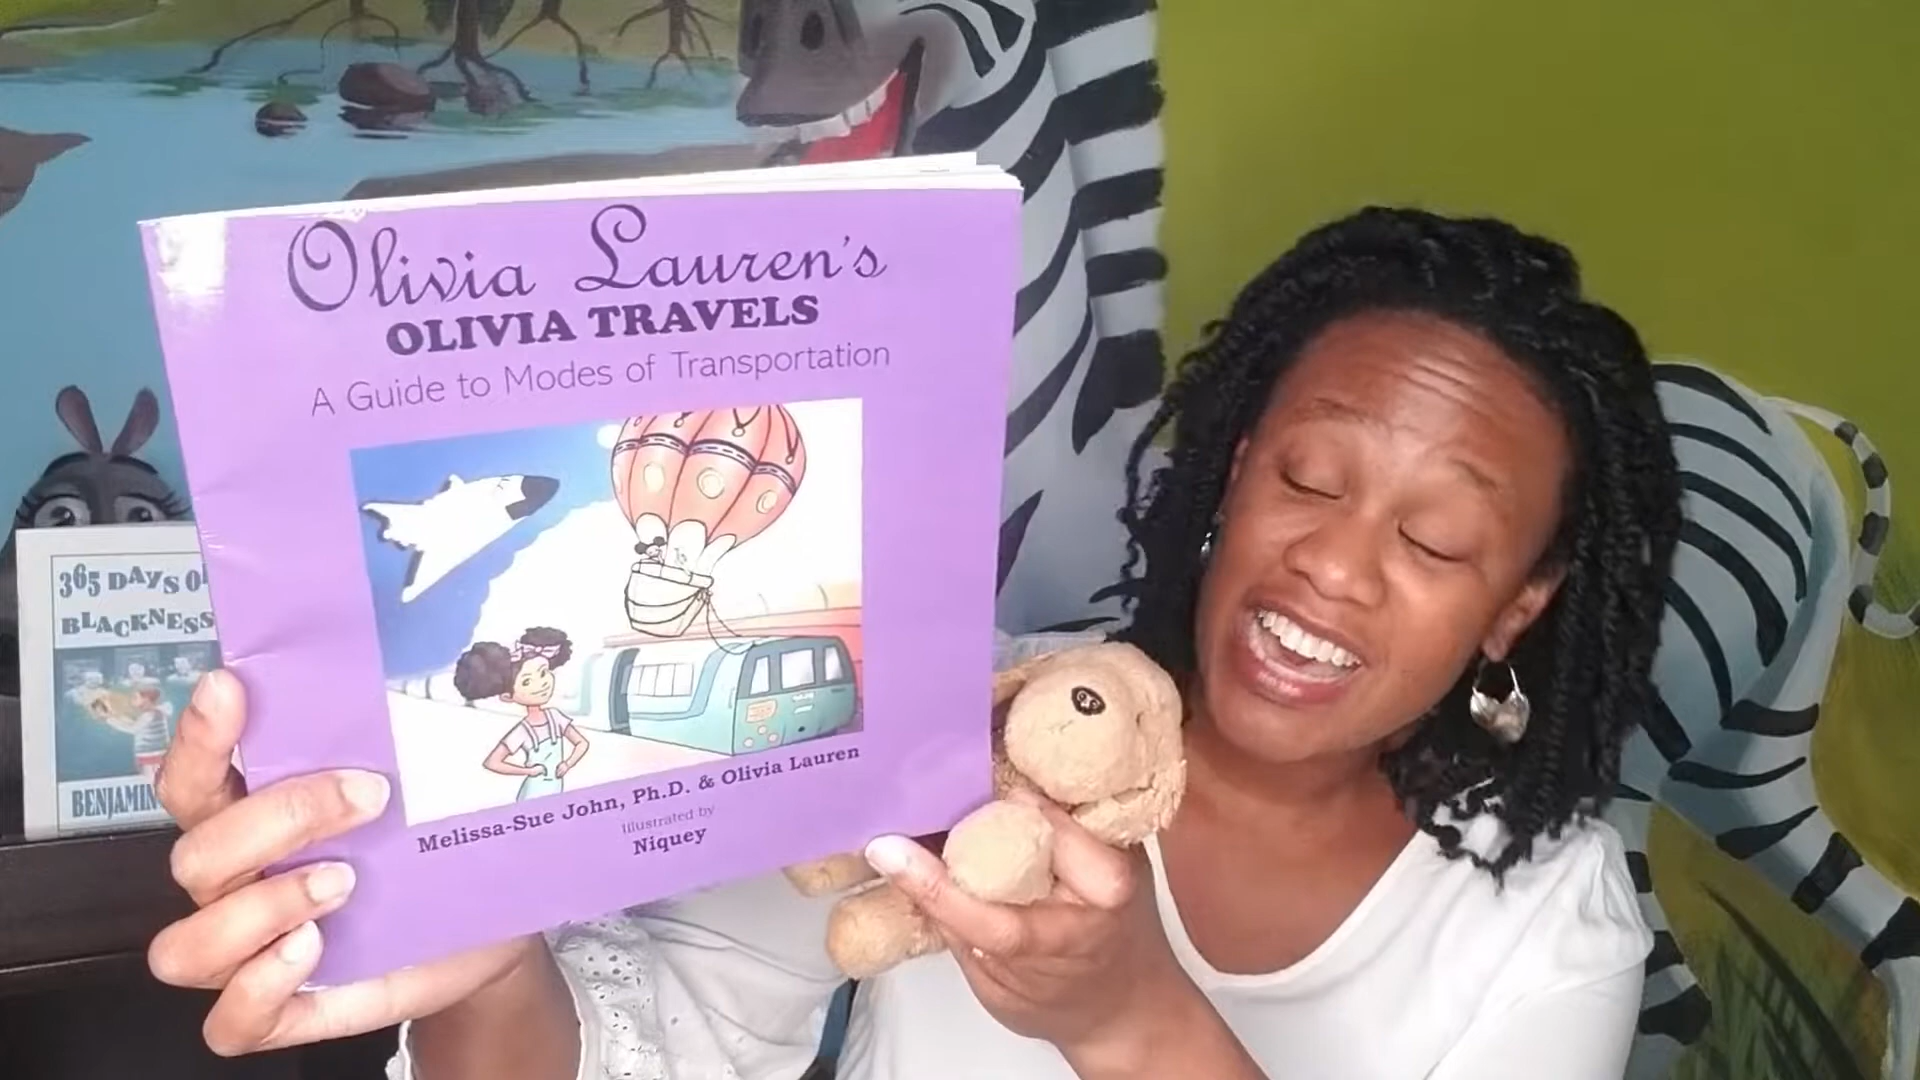 Olivia Lauren's
OLIVIA TRAVELS
A Guide to Modes of Transportation
Melissa-Sue John, Ph.D. & Olivia Lauren
illustrated by
Niquey
365 DAYS
BLACKNESS
BENJAMIN